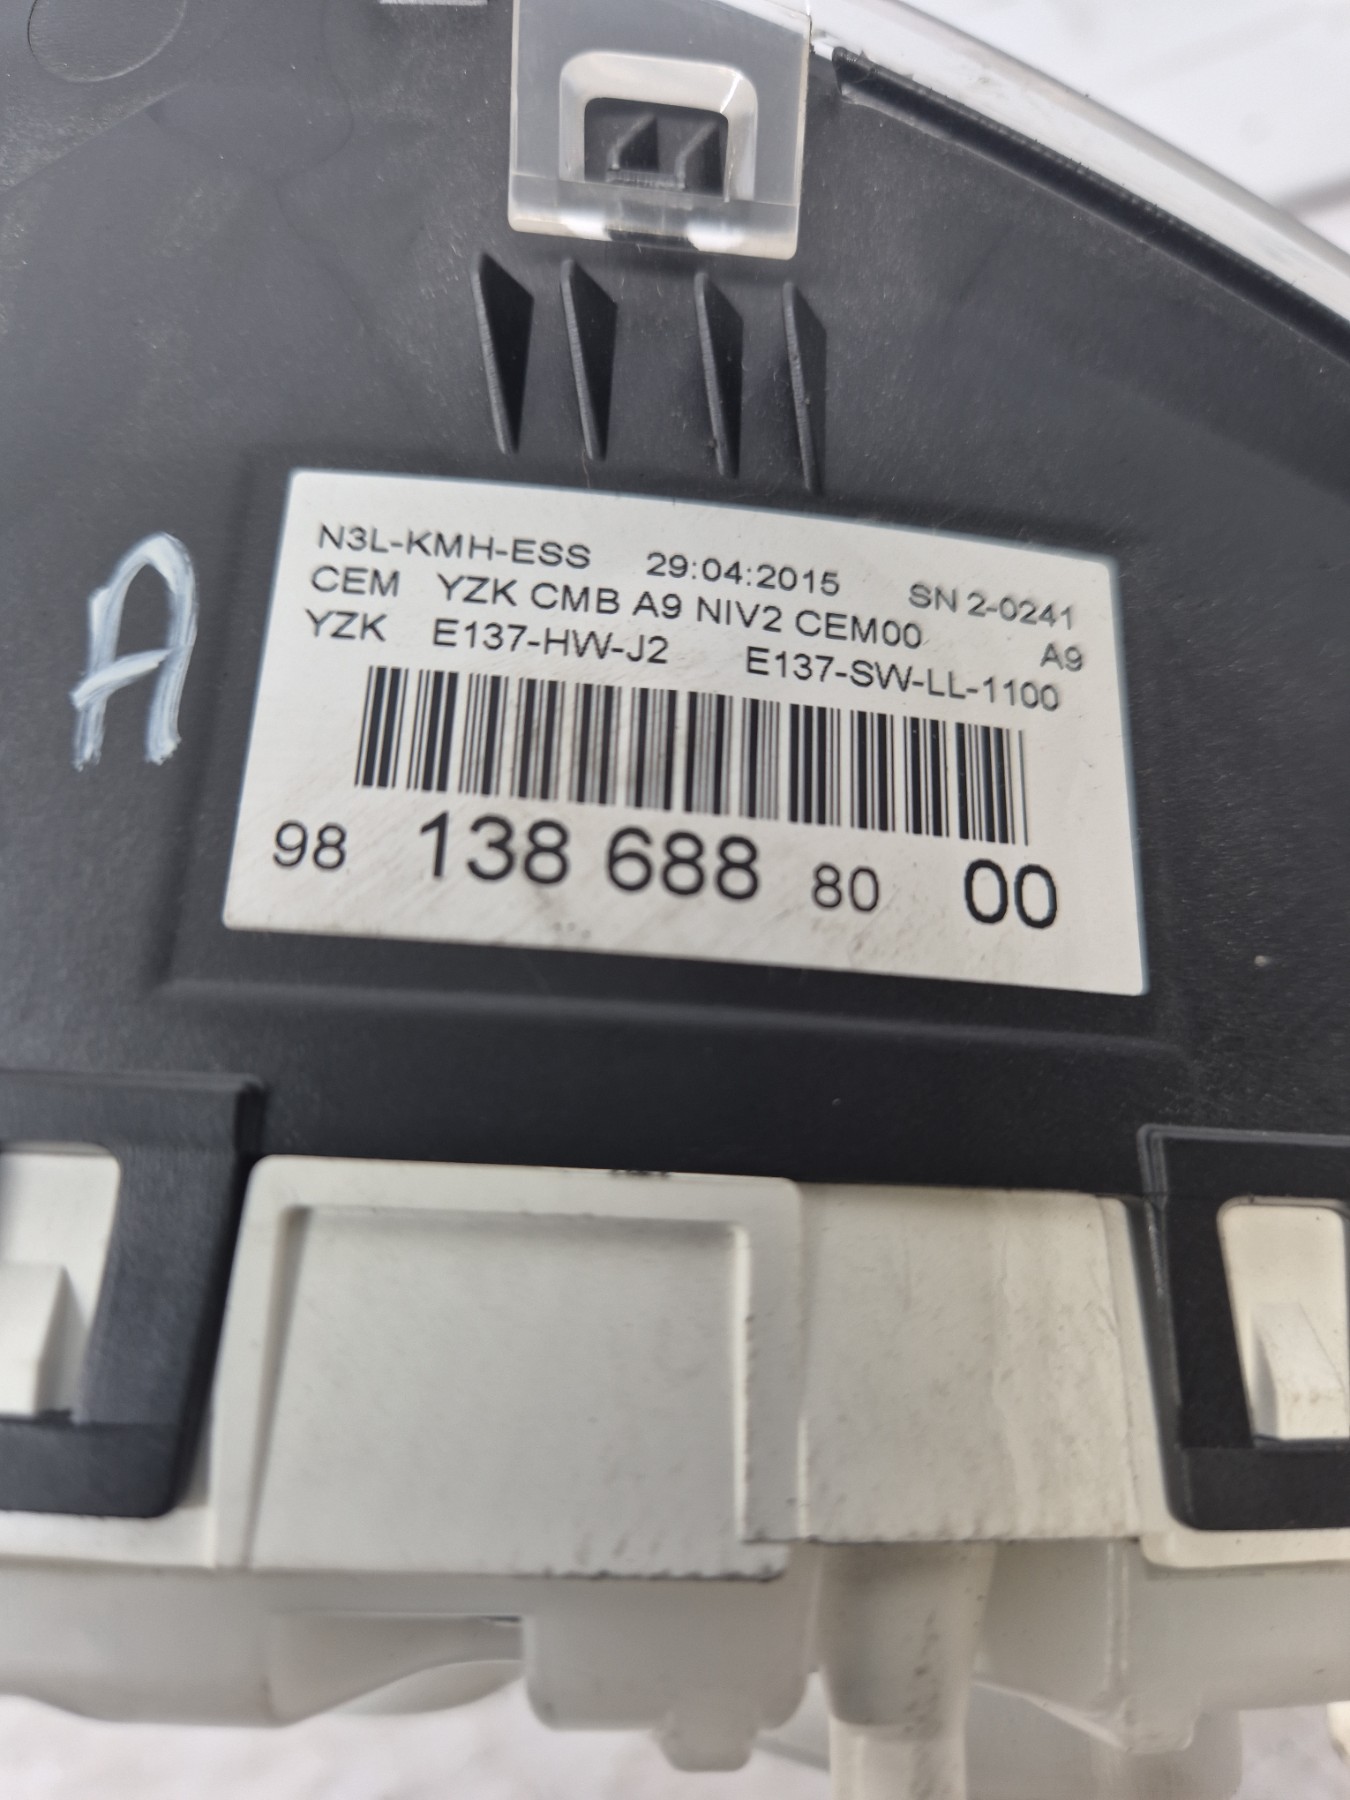 N3L-KMH-ESS 29:04:2015 SN 2-0241
CEM YZK CMB A9 NIV2 CEM00 A9
YZK E137-HW-J2 E137-SW-LL-1100
98 138 688 80 00
A